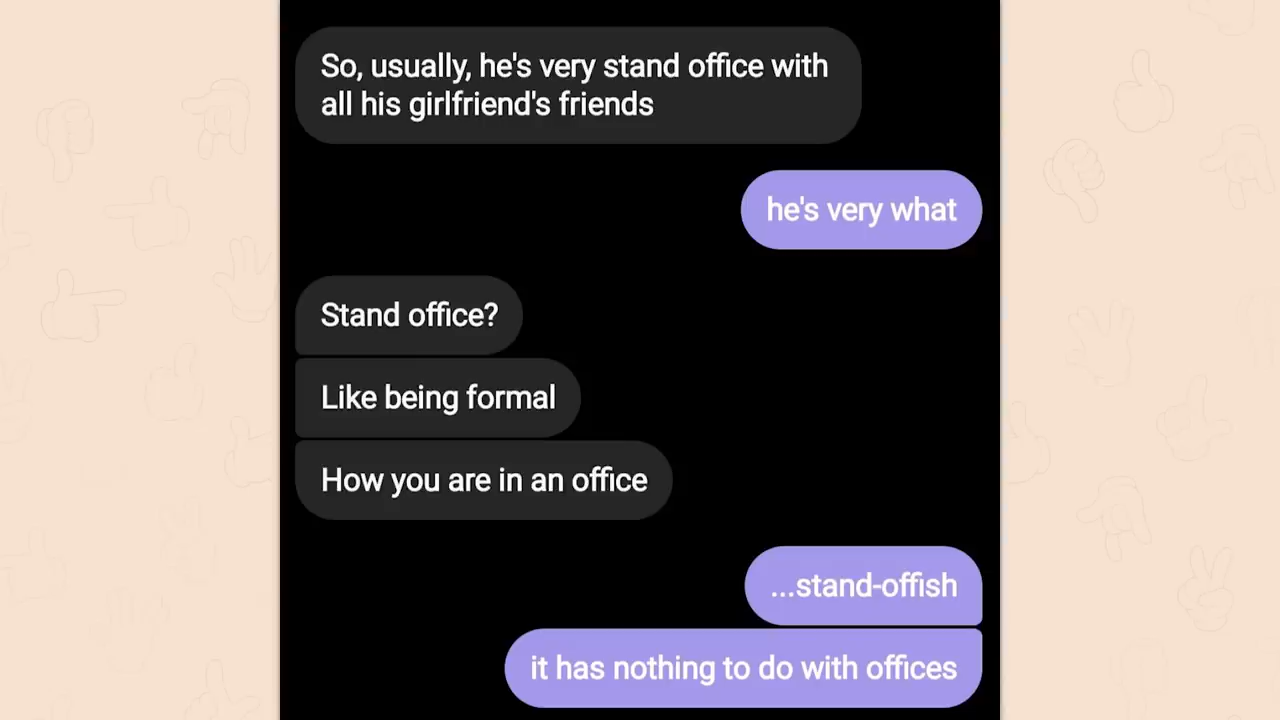 So, usually, he's very stand office with
all his girlfriend's friends
he's very what
Stand office?
Like being formal
How you are in an office
...stand-offish
it has nothing to do with offices